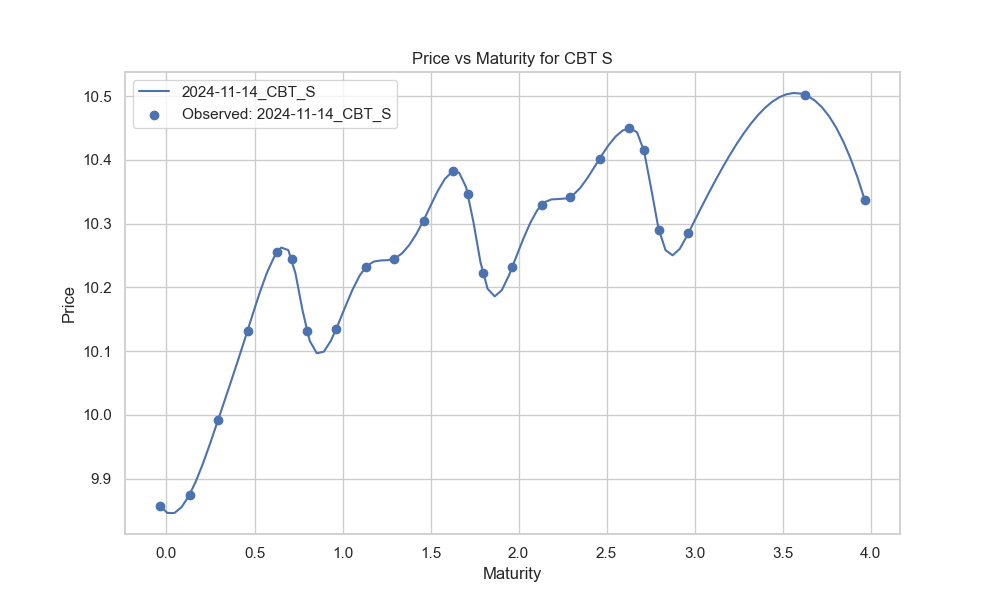 Price vs Maturity for CBT S
2024-11-14_CBT_S
Observed: 2024-11-14_CBT_S
Price
10.5
10.4
10.3
10.2
10.1
10.0
9.9
0.0 0.5 1.0 1.5 2.0 2.5 3.0 3.5 4.0
Maturity